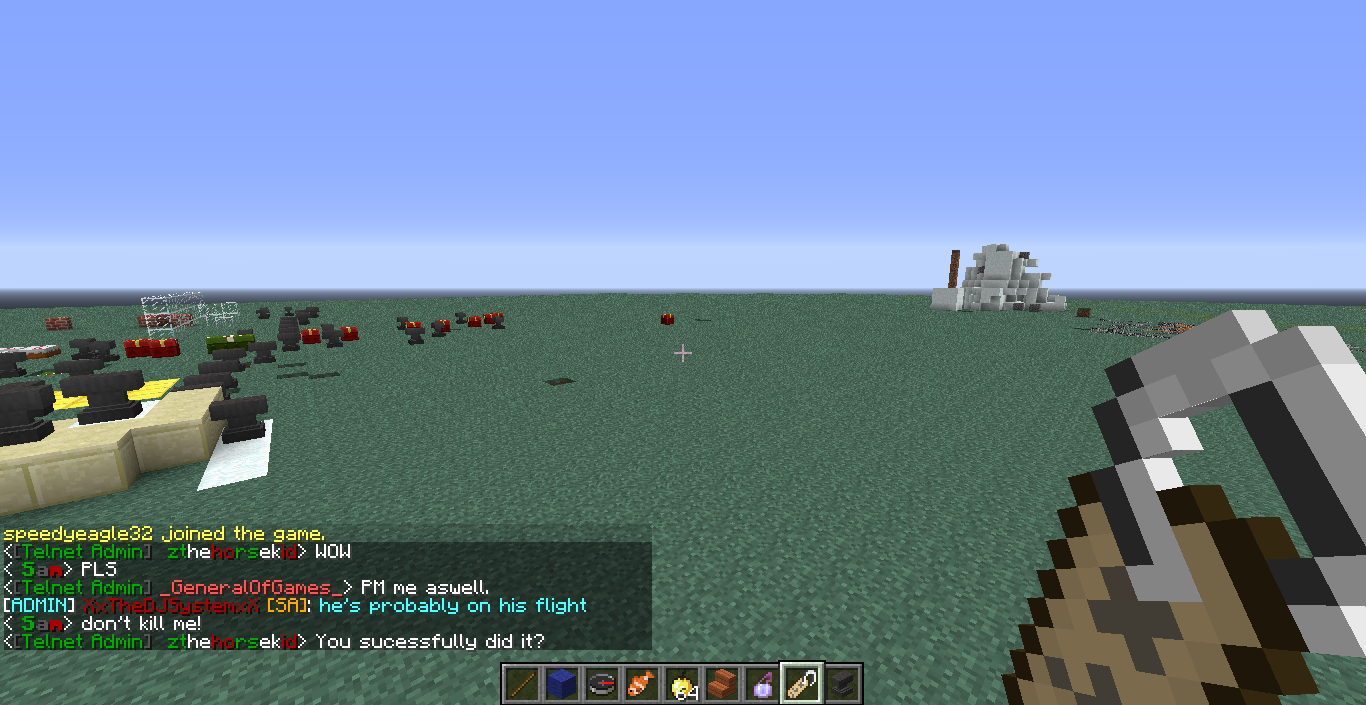 speedyeagle32 joined the game.
<[Telnet Admin] zthehorsekid> WOW
< Sam> PLS
<[Telnet Admin] _GeneralOfGames_> PM me aswell.
[ADMIN] XxTheDJSystemxX [SA]: he's probably on his flight
< Sam> don't kill me!
<[Telnet Admin] zthehorsekid> You sucessfully did it?
64